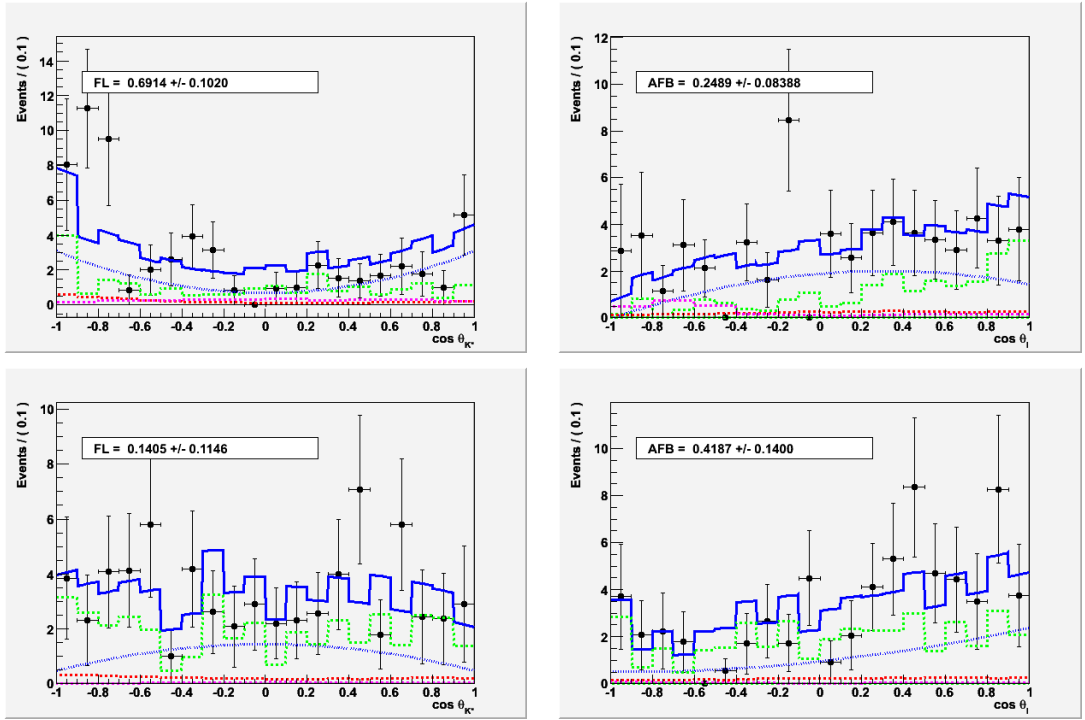 Events / ( 0.1 )
14
12
10
8
6
4
2
0
FL = 0.6914 +/- 0.1020
-1 -0.8 -0.6 -0.4 -0.2 0 0.2 0.4 0.6 0.8 1
cos θK*
Events / ( 0.1 )
12
10
8
6
4
2
0
AFB = 0.2489 +/- 0.08388
-1 -0.8 -0.6 -0.4 -0.2 0 0.2 0.4 0.6 0.8 1
cos θl
Events / ( 0.1 )
10
8
6
4
2
0
FL = 0.1405 +/- 0.1146
-1 -0.8 -0.6 -0.4 -0.2 0 0.2 0.4 0.6 0.8 1
cos θK*
Events / ( 0.1 )
10
8
6
4
2
0
AFB = 0.4187 +/- 0.1400
-1 -0.8 -0.6 -0.4 -0.2 0 0.2 0.4 0.6 0.8 1
cos θl